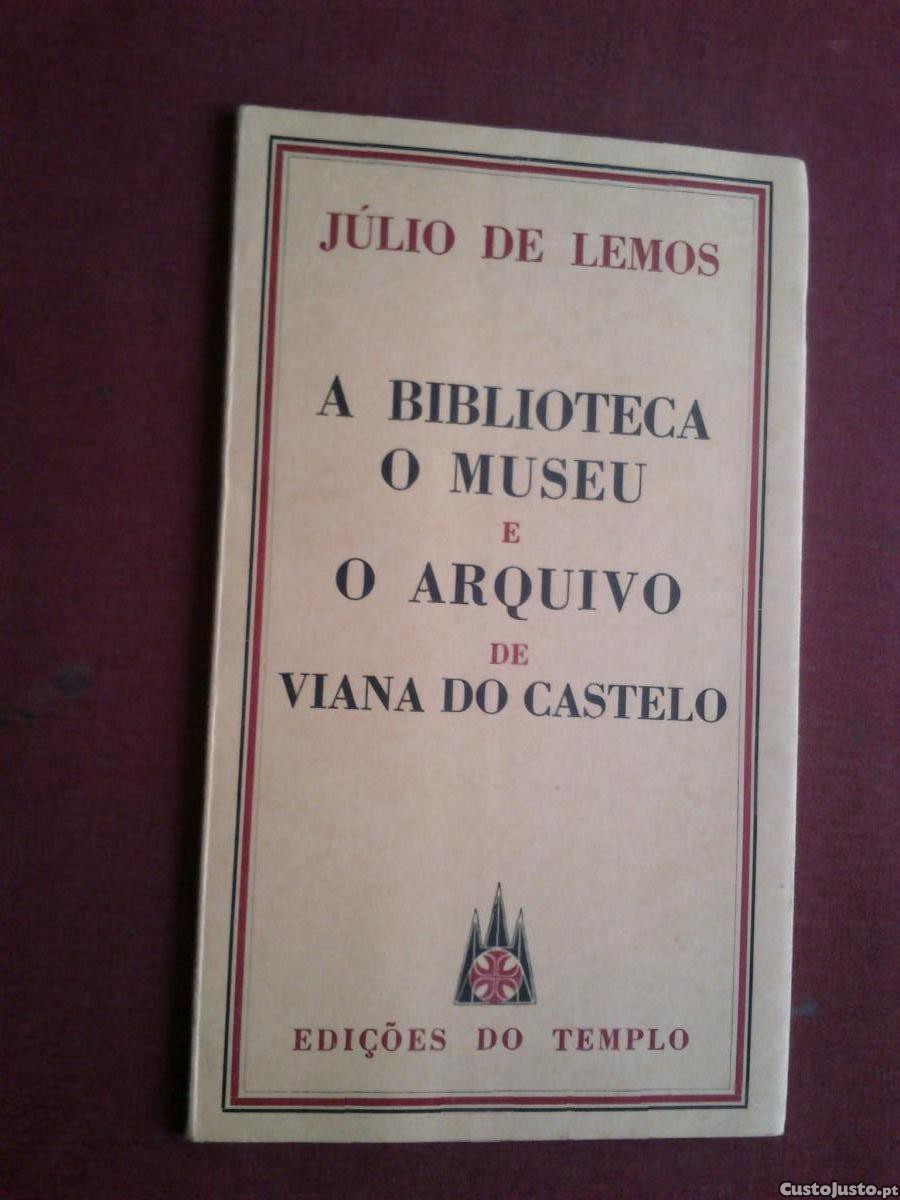 JÚLIO DE LEMOS
A BIBLIOTECA
O MUSEU
E
O ARQUIVO
DE
VIANA DO CASTELO
EDIÇÕES DO TEMPLO
CustoJusto.pt